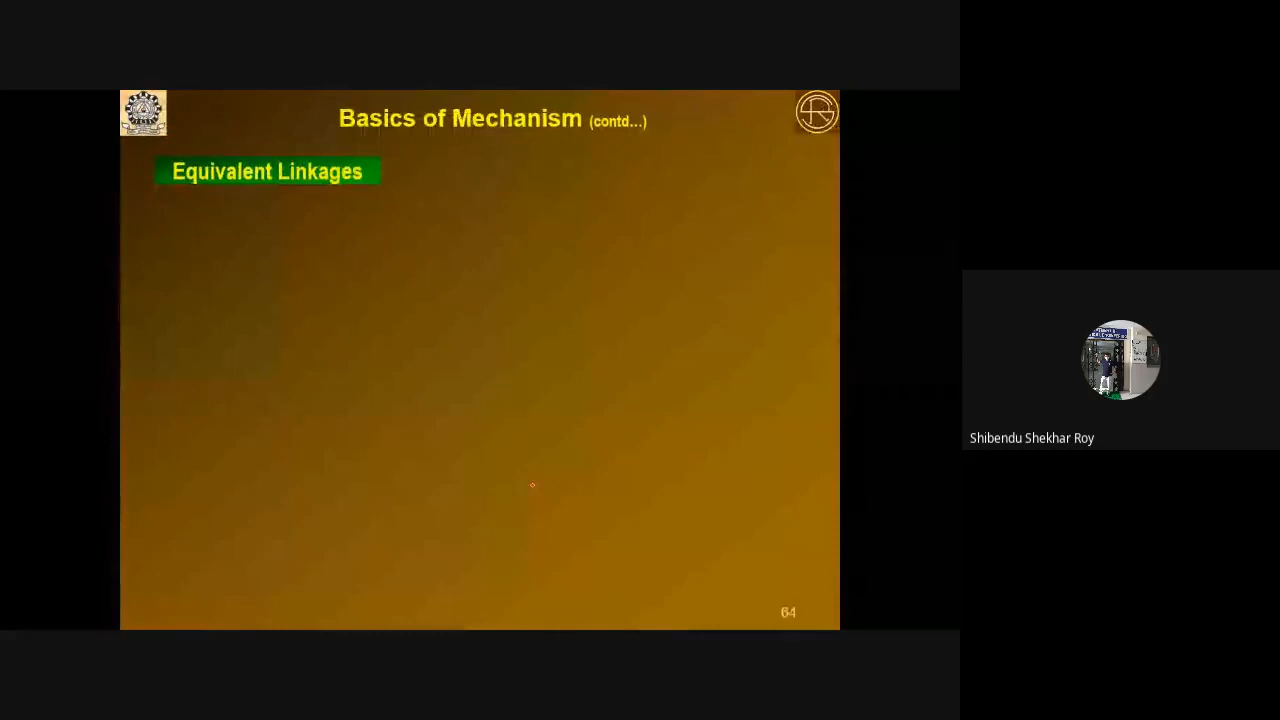 Basics of Mechanism (contd...)
Equivalent Linkages
64
Shibendu Shekhar Roy